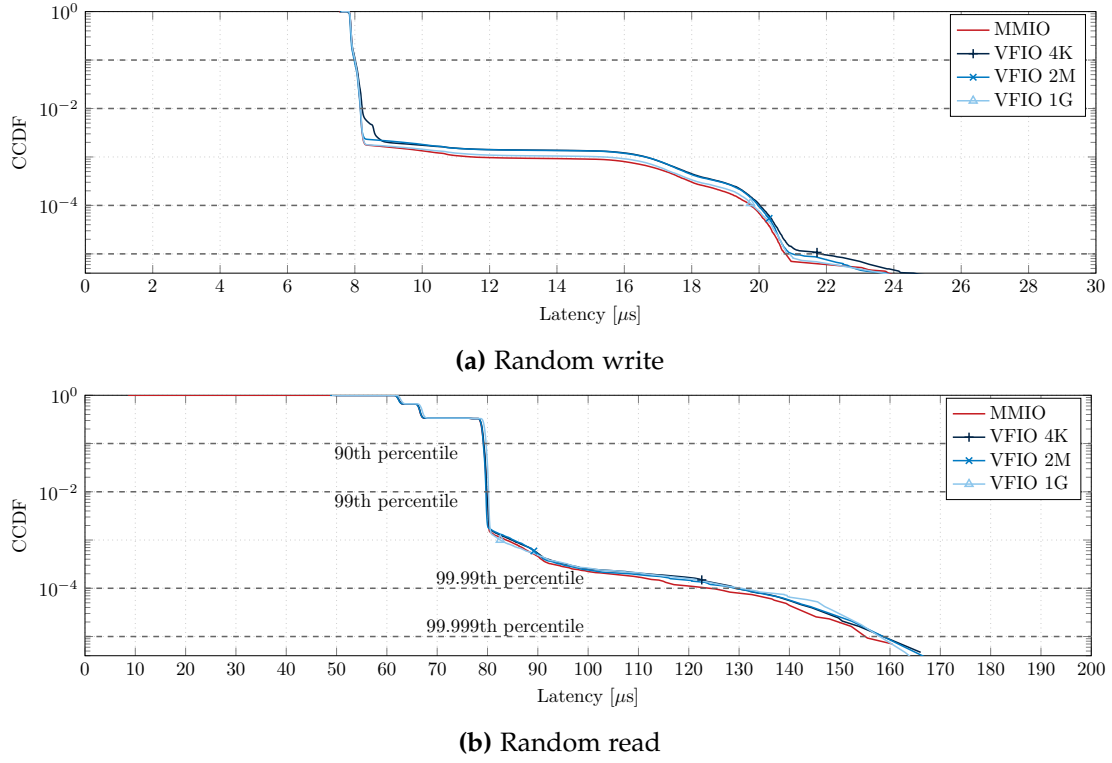 10^0
10^−2
10^−4
CCDF
MMIO
VFIO 4K
VFIO 2M
VFIO 1G
0 2 4 6 8 10 12 14 16 18 20 22 24 26 28 30
Latency [μs]
(a) Random write
10^0
10^−2
10^−4
CCDF
MMIO
VFIO 4K
VFIO 2M
VFIO 1G
90th percentile
99th percentile
99.99th percentile
99.999th percentile
0 10 20 30 40 50 60 70 80 90 100 110 120 130 140 150 160 170 180 190 200
Latency [μs]
(b) Random read